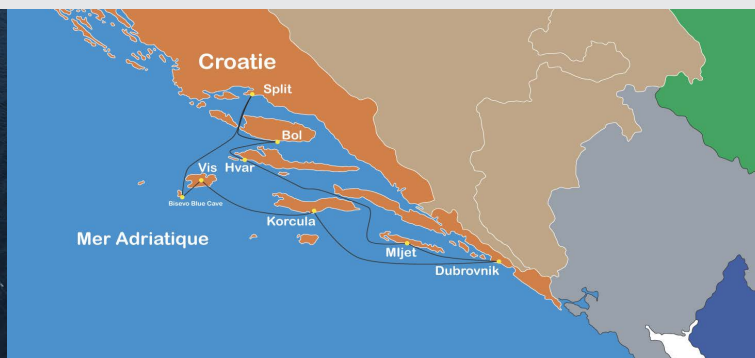 Croatie
Split
Bol
Vis
Hvar
Bisevo Blue Cave
Korcula
Mer Adriatique
Mljet
Dubrovnik